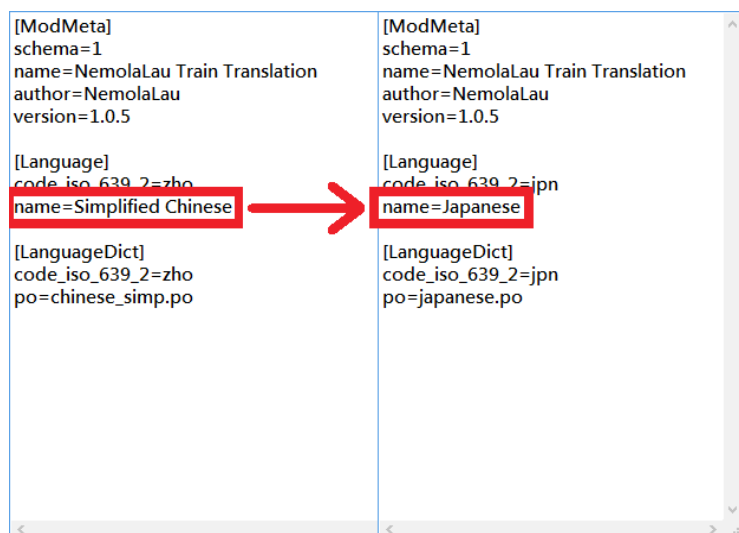 [ModMeta]
schema=1
name=NemolaLau Train Translation
author=NemolaLau
version=1.0.5
[Language]
code_iso_639_2=zho
name=Simplified Chinese
[LanguageDict]
code_iso_639_2=zho
po=chinese_simp.po
[ModMeta]
schema=1
name=NemolaLau Train Translation
author=NemolaLau
version=1.0.5
[Language]
code_iso_639_2=jpn
name=Japanese
[LanguageDict]
code_iso_639_2=jpn
po=japanese.po